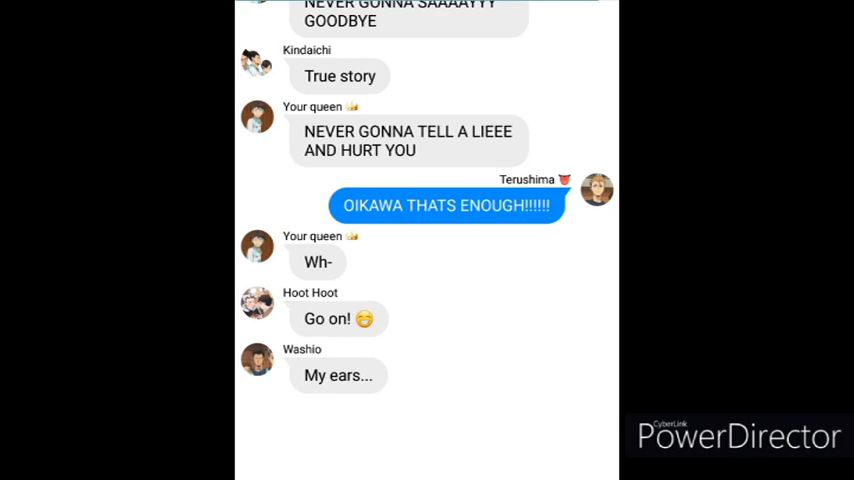 NEVER GONNA SAAAAYYY
GOODBYE
Kindaichi
True story
Your queen 👑
NEVER GONNA TELL A LIEEE
AND HURT YOU
Terushima 👅
OIKAWA THATS ENOUGH!!!!!!
Your queen 👑
Wh-
Hoot Hoot
Go on! 😁
Washio
My ears...
CyberLink
PowerDirector